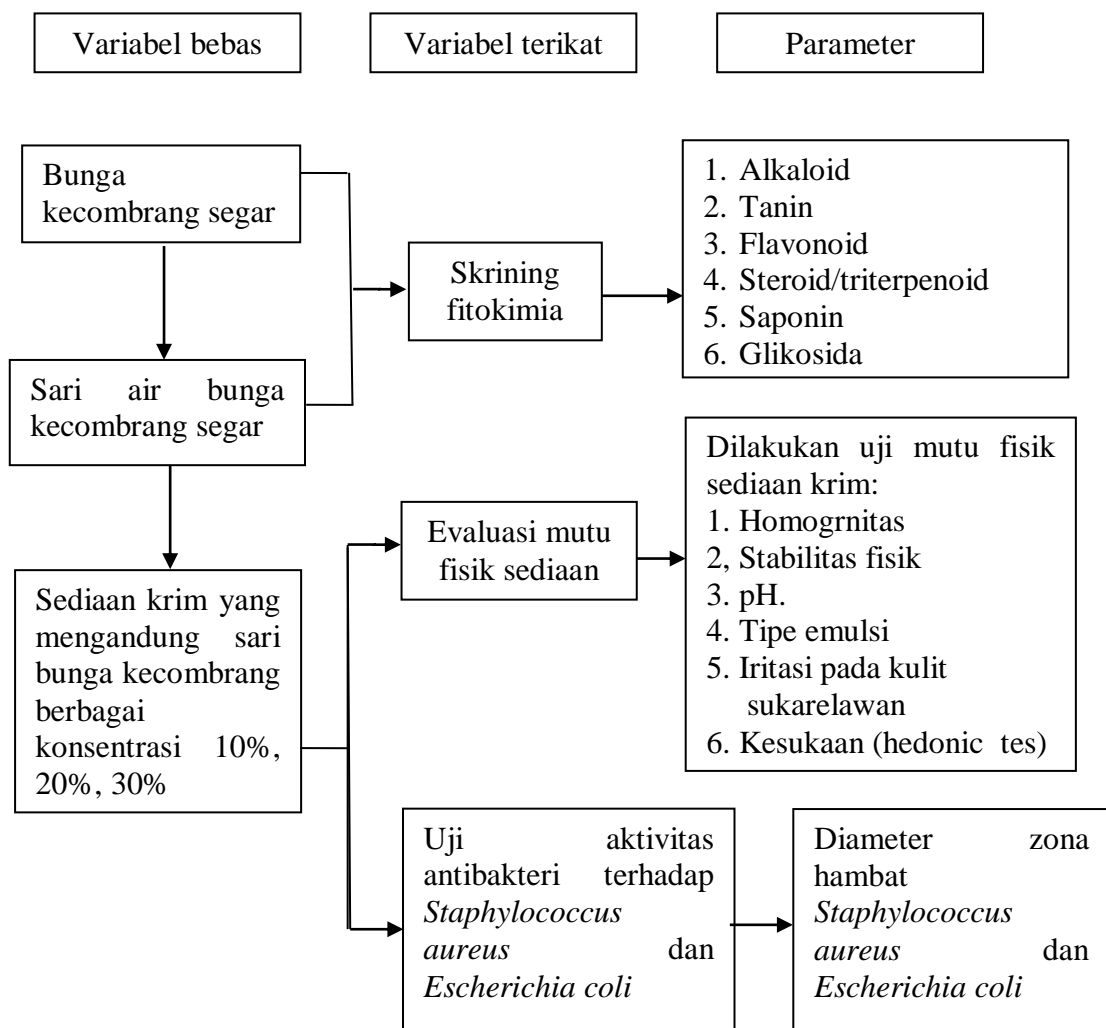 Variabel bebas
Variabel terikat
Parameter
Bunga
kecombrang segar
Skrining
fitokimia
1. Alkaloid
2. Tanin
3. Flavonoid
4. Steroid/triterpenoid
5. Saponin
6. Glikosida
Sari air bunga
kecombrang segar
Evaluasi mutu
fisik sediaan
Dilakukan uji mutu fisik
sediaan krim:
1. Homogrnitas
2, Stabilitas fisik
3. pH.
4. Tipe emulsi
5. Iritasi pada kulit
sukarelawan
6. Kesukaan (hedonic tes)
Sediaan krim yang
mengandung sari
bunga kecombrang
berbagai
konsentrasi 10%,
20%, 30%
Uji aktivitas
antibakteri terhadap
Staphylococcus
aureus dan
Escherichia coli
Diameter zona
hambat
Staphylococcus
aureus dan
Escherichia coli